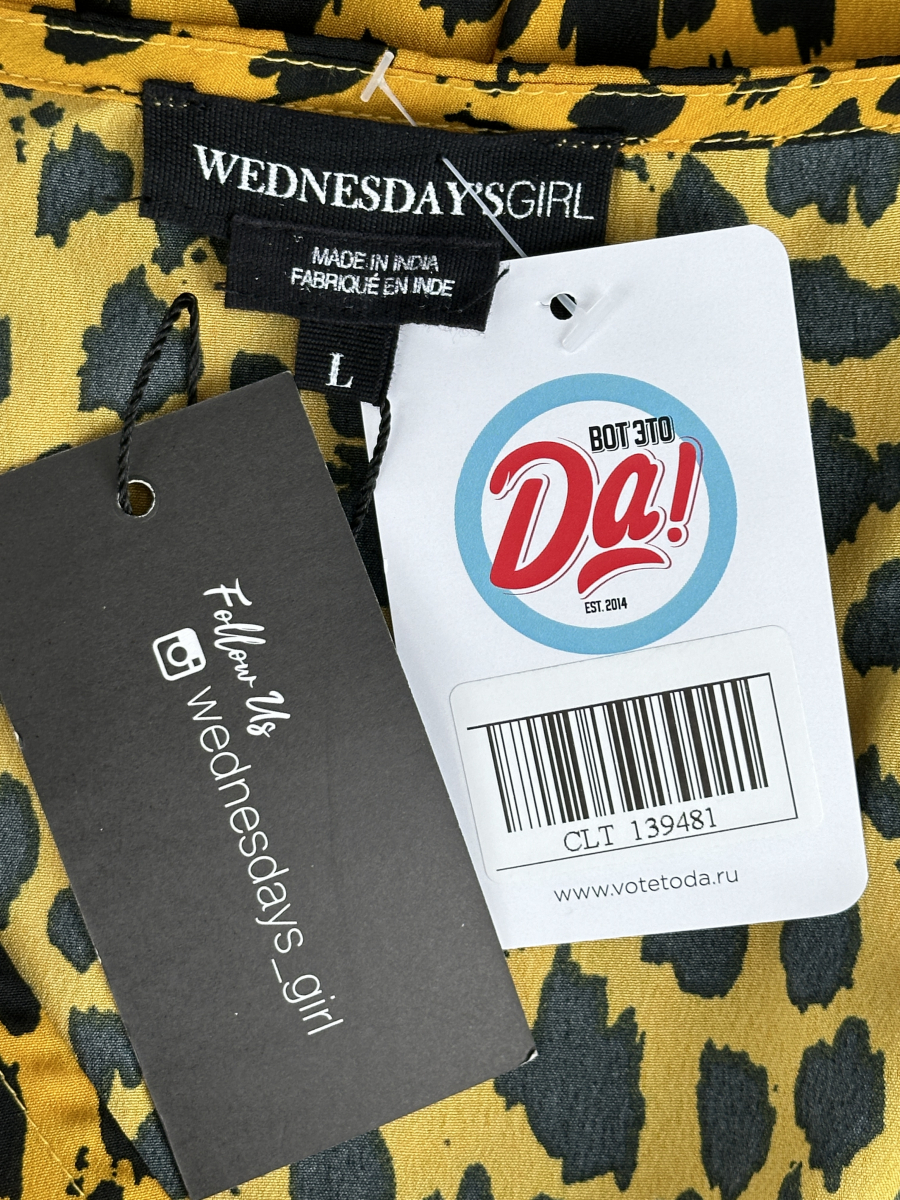 WEDNESDAY'SGIRL
MADE IN INDIA
FABRIQUÉ EN INDE
L
ВОТ ЭТО
Да!
EST. 2014
CLT 139481
www.votetoda.ru
Follow Us
wednesdays_girl